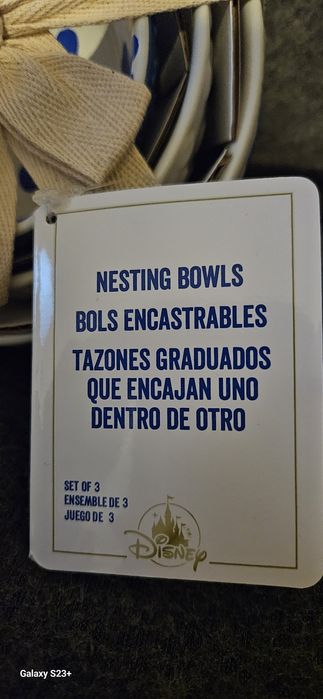 NESTING BOWLS
BOLS ENCASTRABLES
TAZONES GRADUADOS
QUE ENCAJAN UNO
DENTRO DE OTRO
SET OF 3
ENSEMBLE DE 3
JUEGO DE 3
Disney
Galaxy S23+